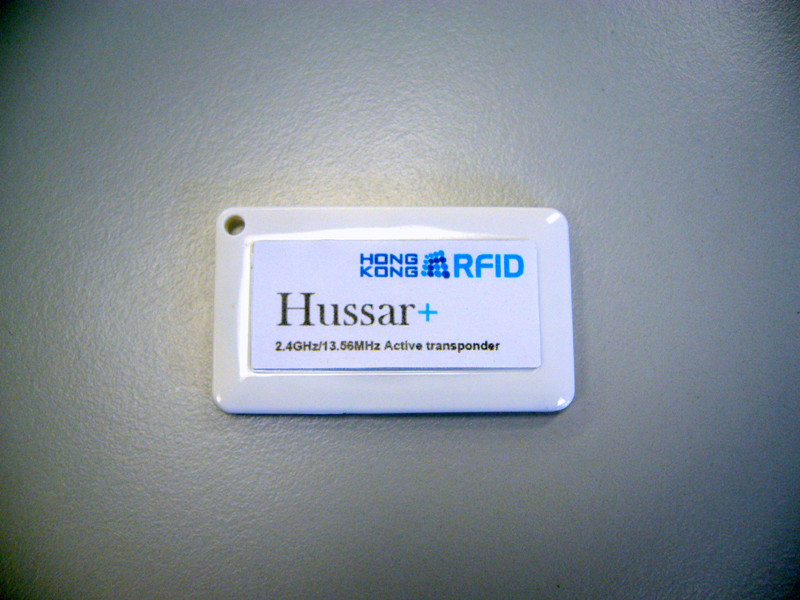 HONG KONG RFID
Hussar+
2.4GHz/13.56MHz Active transponder